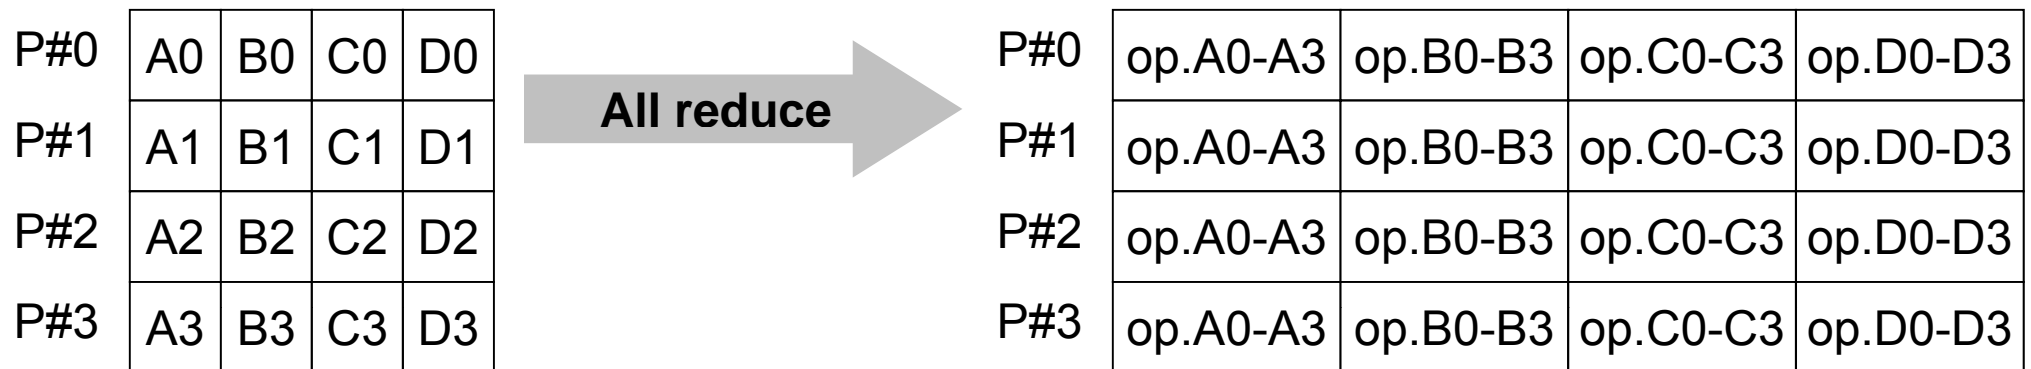 P#0 A0 B0 C0 D0
P#1 A1 B1 C1 D1
P#2 A2 B2 C2 D2
P#3 A3 B3 C3 D3
All reduce
P#0 op.A0-A3 op.B0-B3 op.C0-C3 op.D0-D3
P#1 op.A0-A3 op.B0-B3 op.C0-C3 op.D0-D3
P#2 op.A0-A3 op.B0-B3 op.C0-C3 op.D0-D3
P#3 op.A0-A3 op.B0-B3 op.C0-C3 op.D0-D3